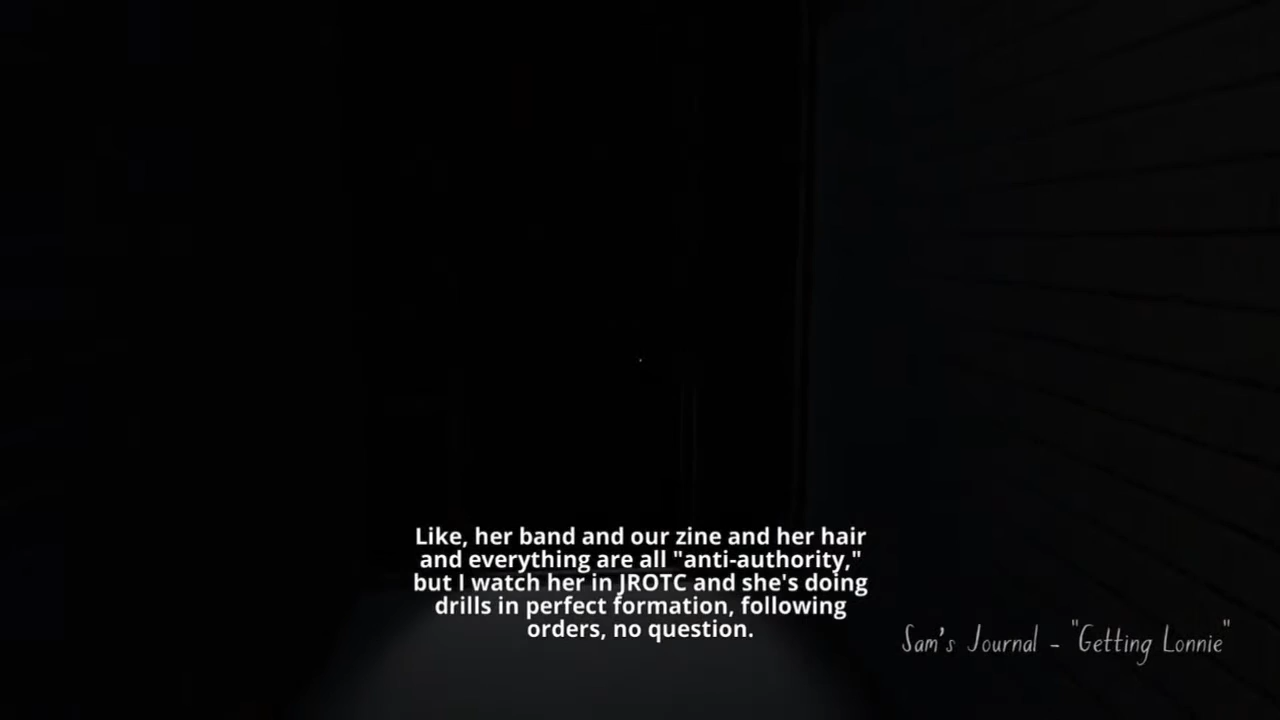 Like, her band and our zine and her hair
and everything are all "anti-authority,"
but I watch her in JROTC and she's doing
drills in perfect formation, following
orders, no question.
Sam's Journal - "Getting Lonnie"